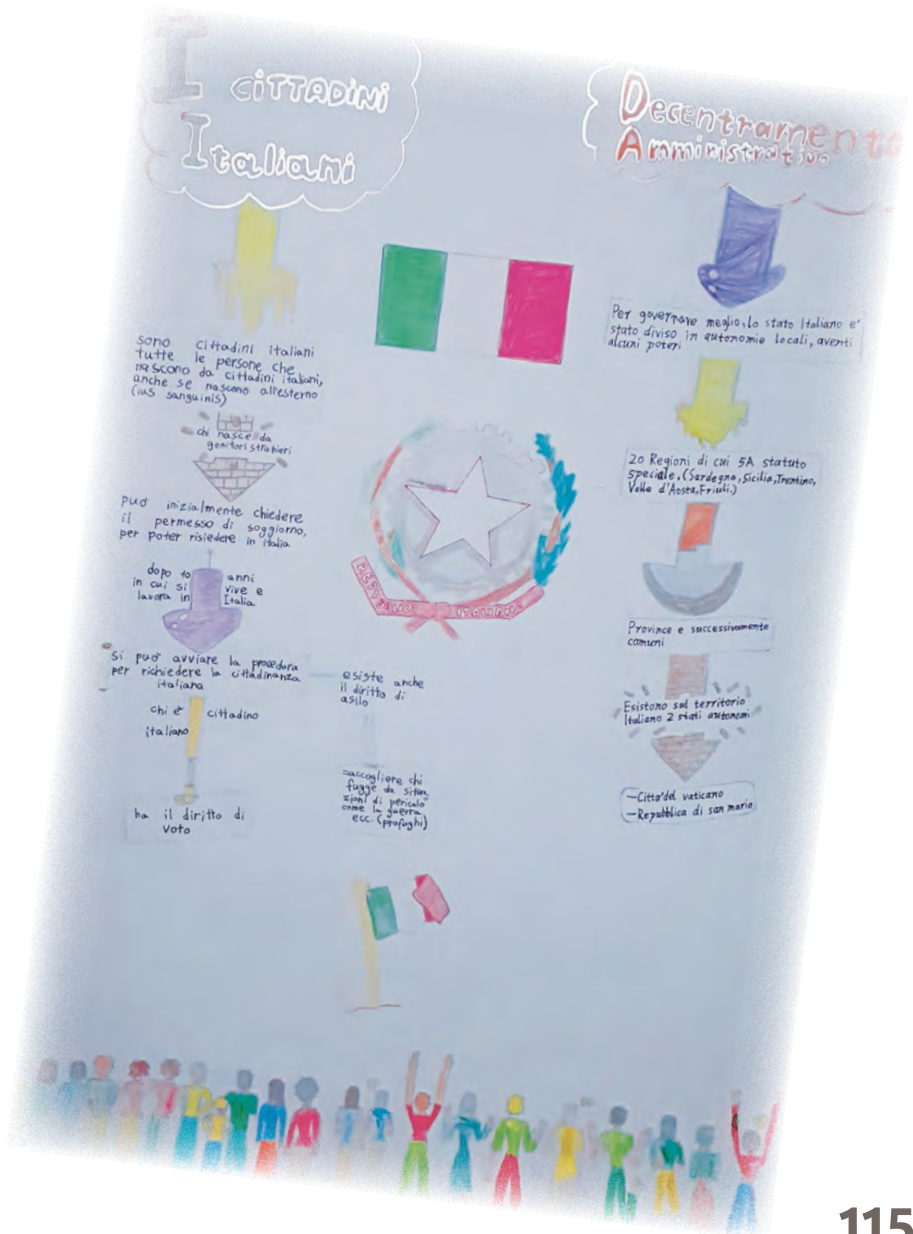 I CiTTADiNi
Italiani
sono cittadini Italiani
tutte le persone che
nascono da cittadini italiani,
anche se nascono all'esterno
(ius sanguinis)
chi nasce da
genitori stranieri
può inizialmente chiedere
il permesso di soggiorno,
per poter risiedere in italia
dopo 10 anni
in cui si vive e
lavora in Italia
si può avviare la procedura
per richiedere la cittadinanza
italiana
chi è cittadino
italiano
ha il diritto di
voto
esiste anche
il diritto di
asilo
raccogliere chi
fugge da situa
zioni di pericolo
come la guerra
ecc. (profughi)
Decentramento
Amministrativo
Per governare meglio, lo stato Italiano e'
stato diviso in autonomie locali, aventi
alcuni poteri
20 Regioni di cui 5A statuto
speciale, (Sardegna, Sicilia, Trentino,
Valle d'Aosta, Friuli.)
Province e successivamente
comuni
Esistono sul territorio
Italiano 2 stati autonomi
-Citta' del vaticano
-Repubblica di san mario
115